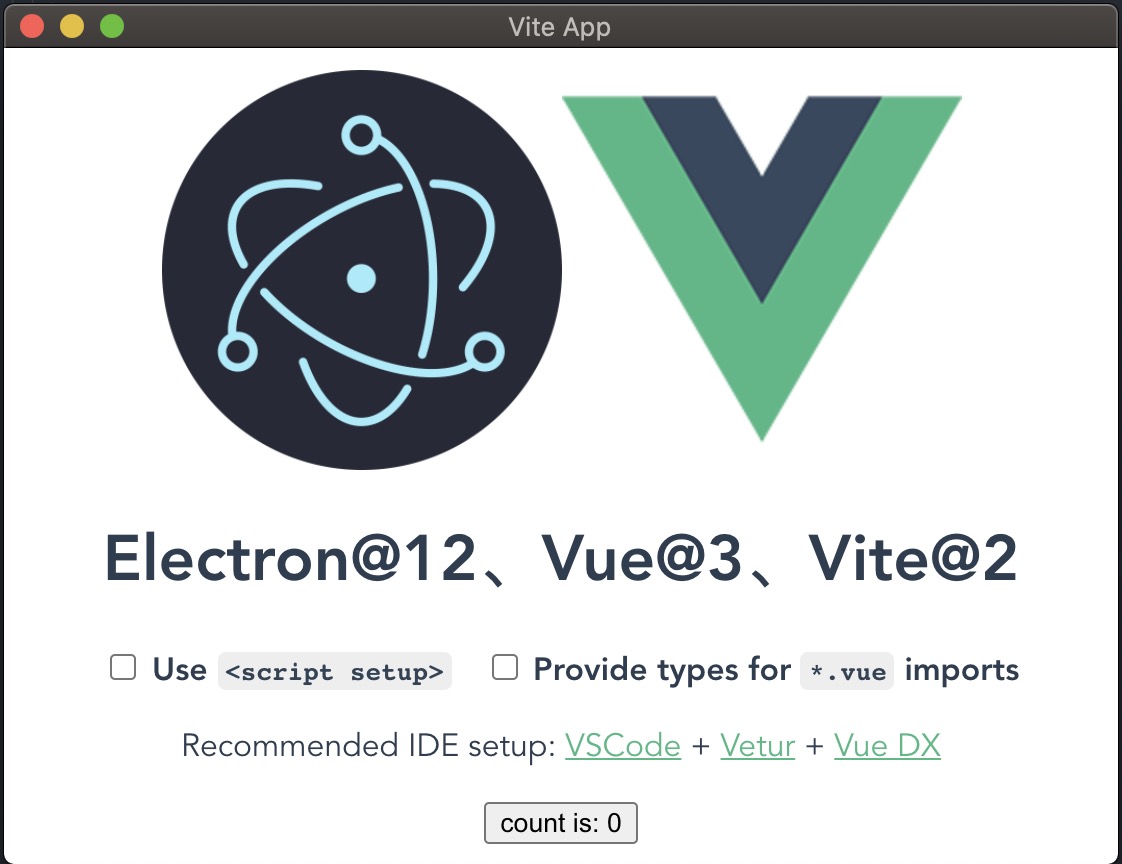 Vite App
Electron@12、Vue@3、Vite@2
Use <script setup> Provide types for *.vue imports
Recommended IDE setup: VSCode + Vetur + Vue DX
count is: 0